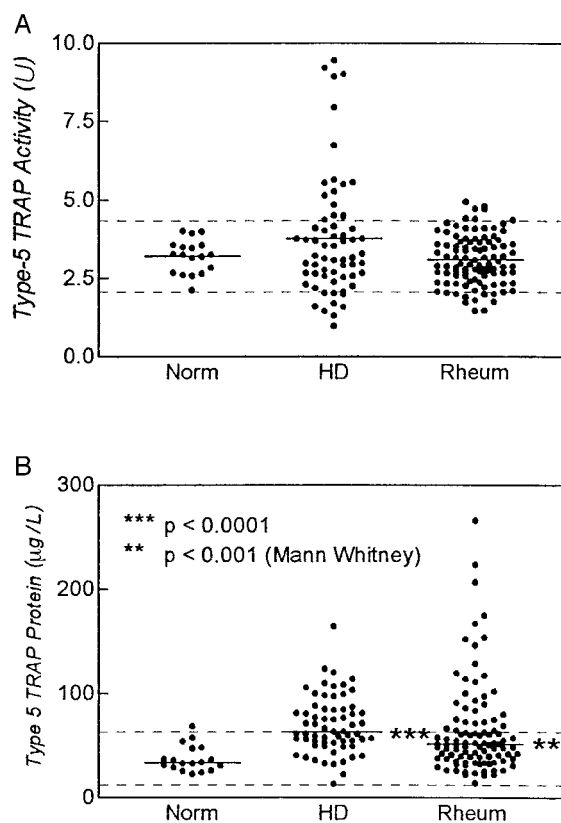 A
Type-5 TRAP Activity (U)
10.0
7.5
5.0
2.5
0.0
Norm HD Rheum
B
Type 5 TRAP Protein (µg/L)
300
200
100
0
*** p < 0.0001
** p < 0.001 (Mann Whitney)
***
**
Norm HD Rheum